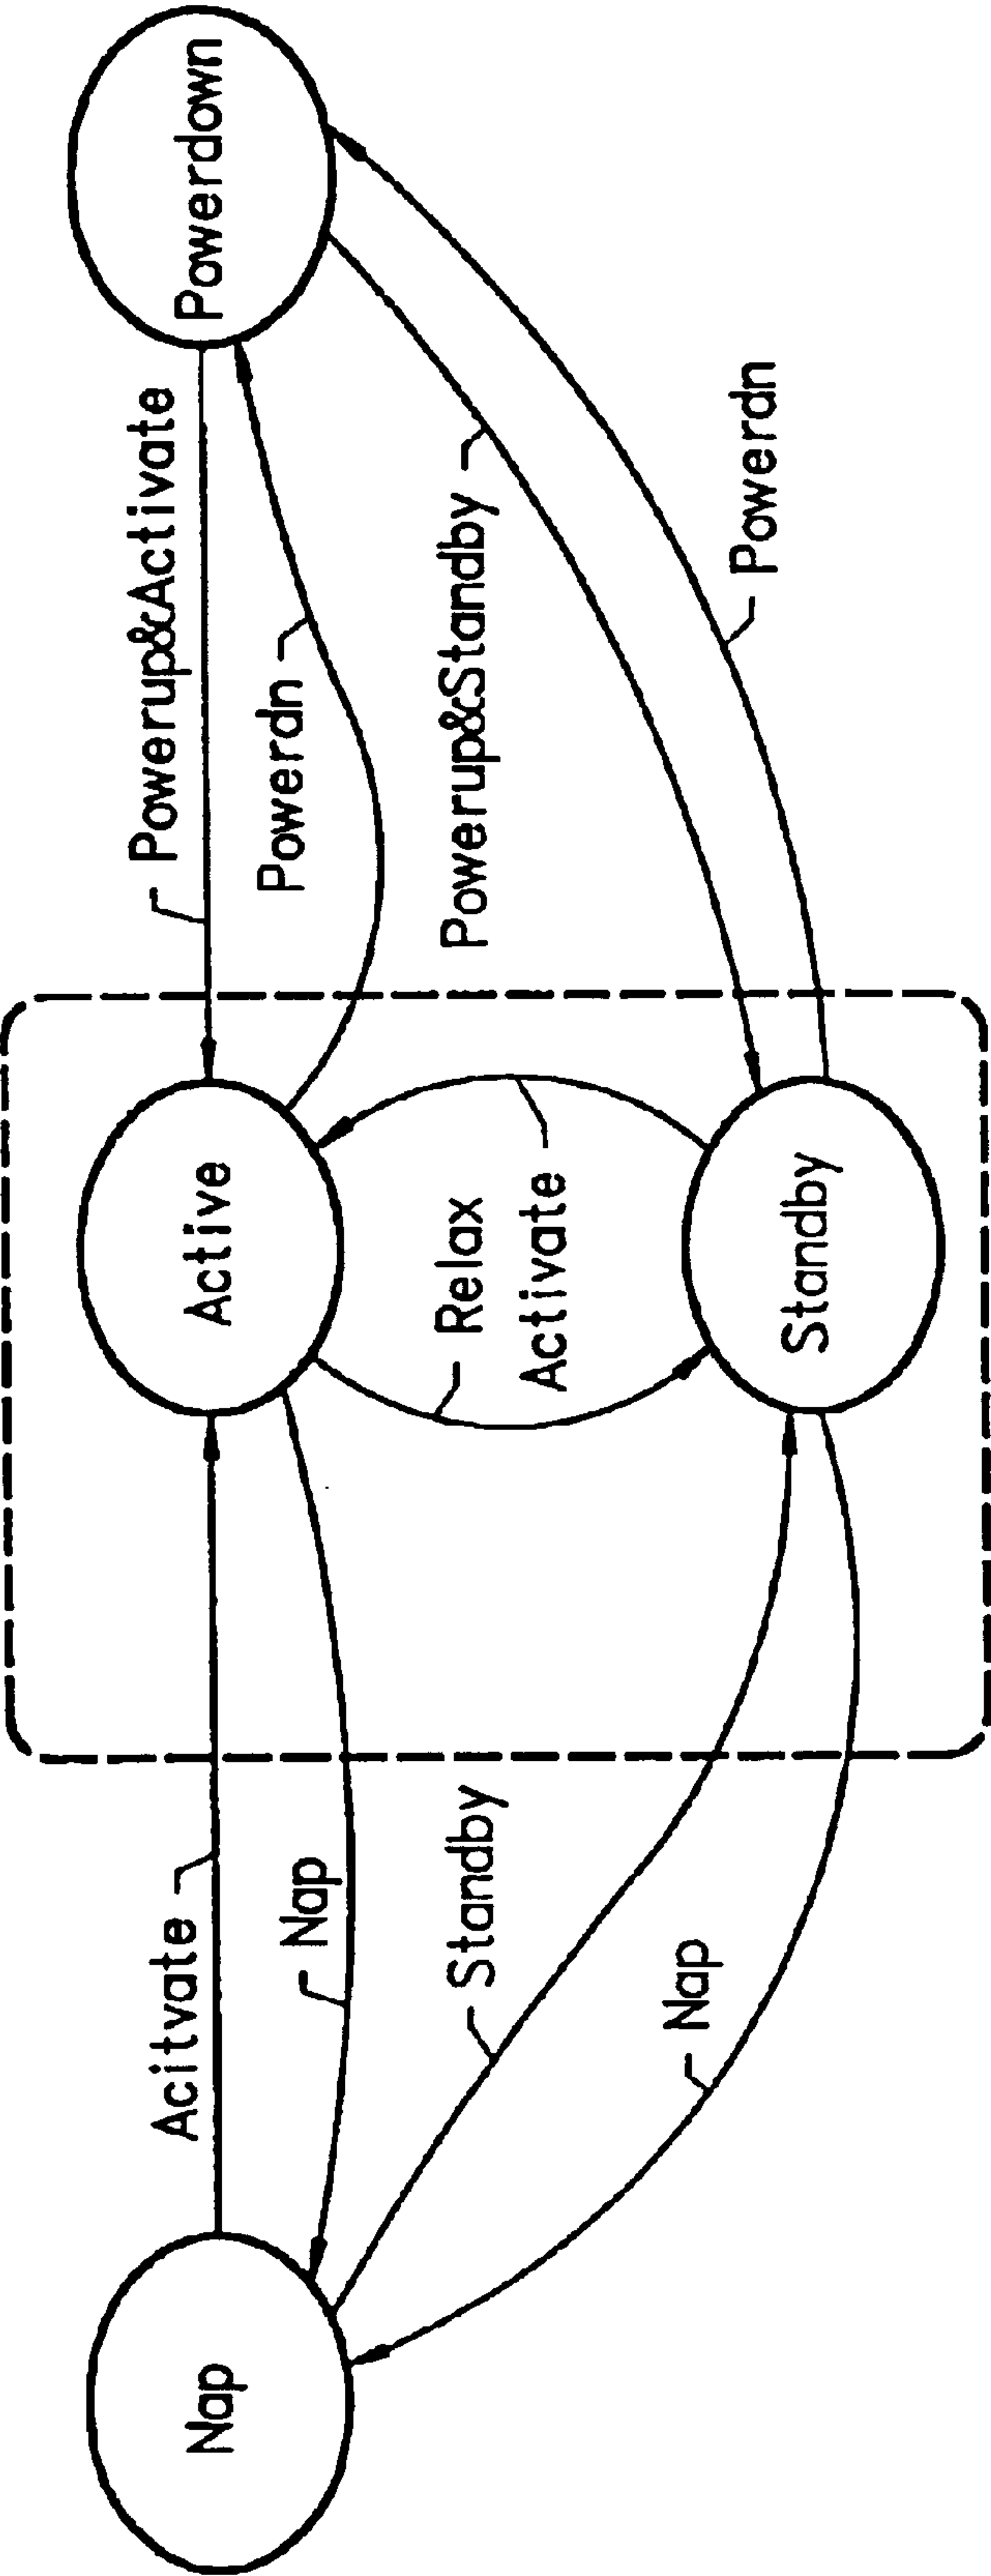 Acitvate
Powerup&Activate
Nap
Active
Powerdown
Nap
Powerdn
Standby
Relax
Powerup&Standby
Activate
Nap
Standby
Powerdn